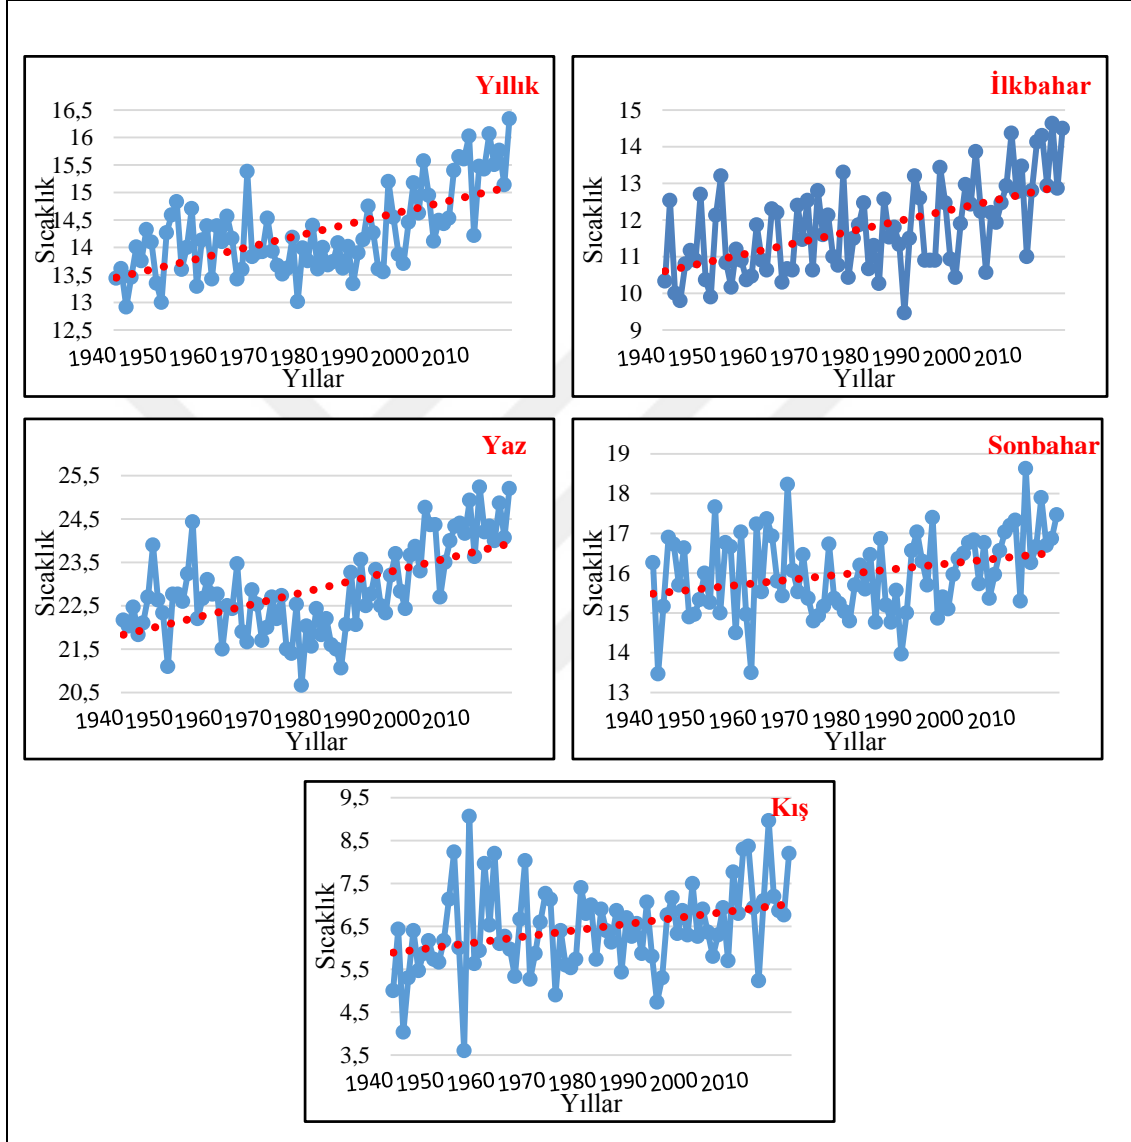 Yıllık
16,5
16
15,5
15
14,5
14
13,5
13
12,5
Sıcaklık
1940 1950 1960 1970 1980 1990 2000 2010
Yıllar
İlkbahar
15
14
13
12
11
10
9
Sıcaklık
1940 1950 1960 1970 1980 1990 2000 2010
Yıllar
Yaz
25,5
24,5
23,5
22,5
21,5
20,5
Sıcaklık
1940 1950 1960 1970 1980 1990 2000 2010
Yıllar
Sonbahar
19
18
17
16
15
14
13
Sıcaklık
1940 1950 1960 1970 1980 1990 2000 2010
Yıllar
Kış
9,5
8,5
7,5
6,5
5,5
4,5
3,5
Sıcaklık
1940 1950 1960 1970 1980 1990 2000 2010
Yıllar